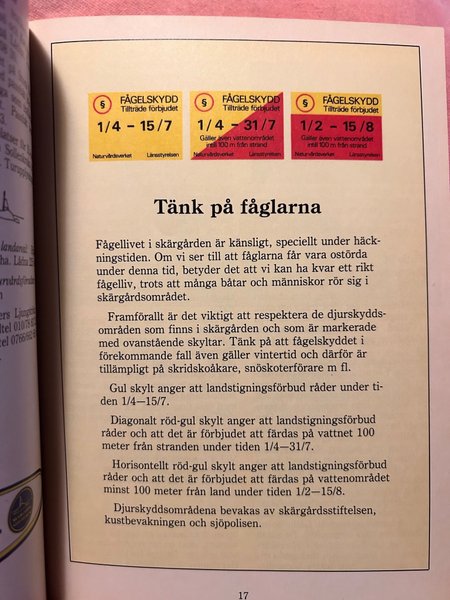 § FÅGELSKYDD
Tillträde förbjudet
1/4 – 15/7
Naturvårdsverket Länsstyrelsen
§ FÅGELSKYDD
Tillträde förbjudet
1/4 – 31/7
Gäller även vattenområdet
intill 100 m från strand
Naturvårdsverket Länsstyrelsen
§ FÅGELSKYDD
Tillträde förbjudet
1/2 – 15/8
Gäller även vattenområdet
intill 100 m från strand
Naturvårdsverket Länsstyrelsen
Tänk på fåglarna
Fågellivet i skärgården är känsligt, speciellt under häck-
ningstiden. Om vi ser till att fåglarna får vara ostörda
under denna tid, betyder det att vi kan ha kvar ett rikt
fågelliv, trots att många båtar och människor rör sig i
skärgårdsområdet.
Framförallt är det viktigt att respektera de djurskydds-
områden som finns i skärgården och som är markerade
med ovanstående skyltar. Tänk på att fågelskyddet i
förekommande fall även gäller vintertid och därför är
tillämpligt på skridskoåkare, snöskoterförare m fl.
Gul skylt anger att landstigningsförbud råder under ti-
den 1/4—15/7.
Diagonalt röd-gul skylt anger att landstigningsförbud
råder och att det är förbjudet att färdas på vattnet 100
meter från stranden under tiden 1/4—31/7.
Horisontellt röd-gul skylt anger att landstigningsförbud
råder och att det är förbjudet att färdas på vattenområdet
minst 100 meter från land under tiden 1/2—15/8.
Djurskyddsområdena bevakas av skärgårdsstiftelsen,
kustbevakningen och sjöpolisen.
17